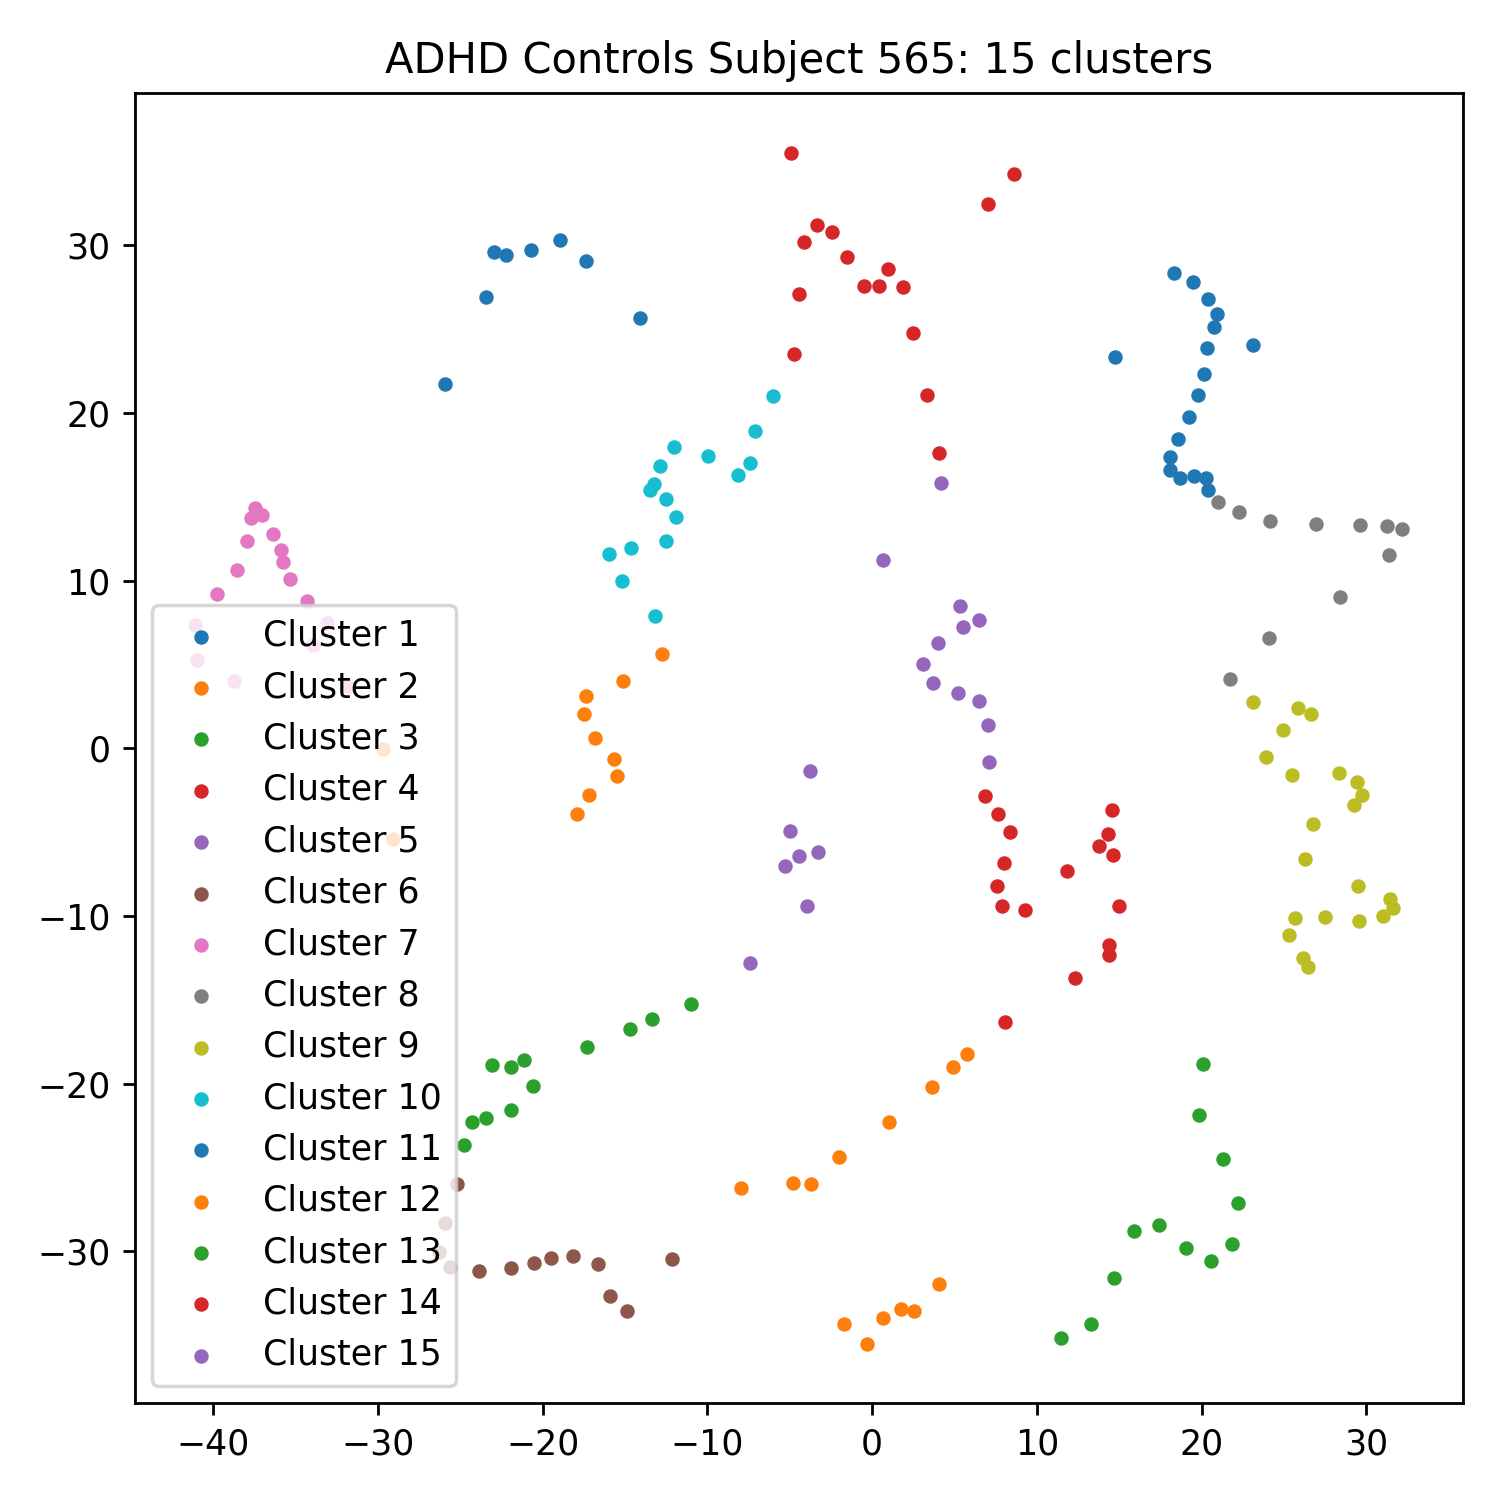 ADHD Controls Subject 565: 15 clusters
30
20
10
0
−10
−20
−30
Cluster 1
Cluster 2
Cluster 3
Cluster 4
Cluster 5
Cluster 6
Cluster 7
Cluster 8
Cluster 9
Cluster 10
Cluster 11
Cluster 12
Cluster 13
Cluster 14
Cluster 15
−40 −30 −20 −10 0 10 20 30